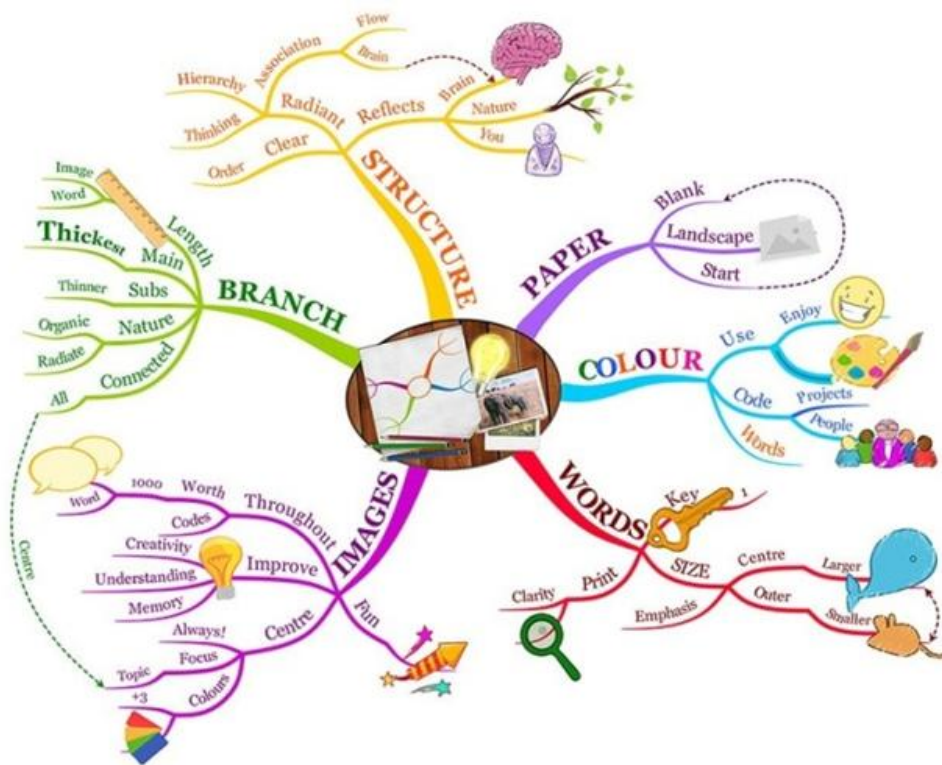 STRUCTURE
Radiant
Association
Flow
Brain
Hierarchy
Thinking
Clear
Order
Reflects
Brain
Nature
You
PAPER
Blank
Landscape
Start
COLOUR
Use
Enjoy
Code
Projects
People
Words
WORDS
Key
1
SIZE
Centre
Larger
Outer
Smaller
Emphasis
Print
Clarity
IMAGES
Throughout
Worth
1000
Word
Codes
Improve
Creativity
Understanding
Memory
Centre
Always!
Focus
Topic
Colours
+3
Fun
BRANCH
Length
Image
Word
Main
Thickest
Subs
Thinner
Nature
Organic
Radiate
Connected
All
Centre